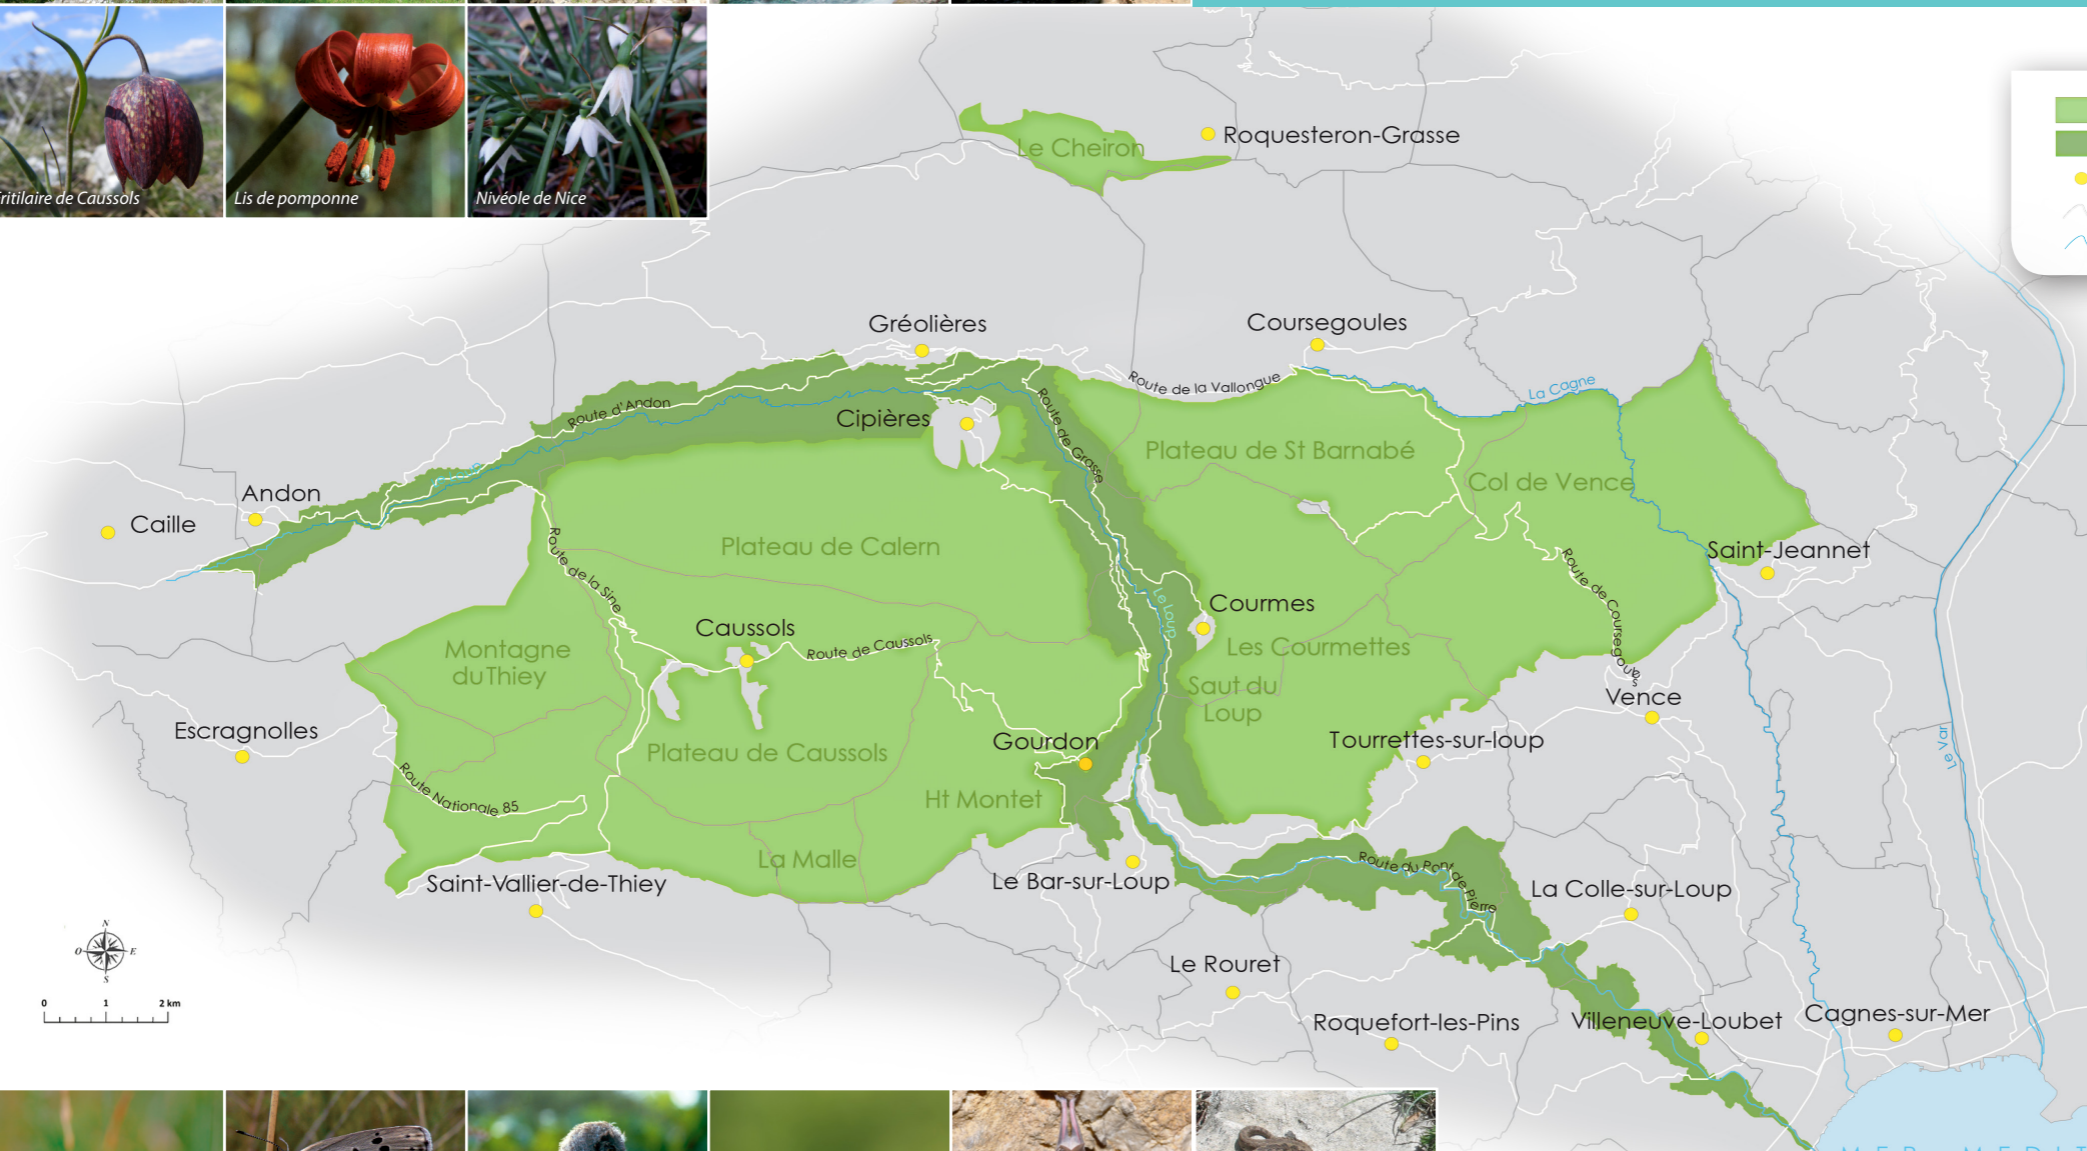 ritilaire de Caussols
Lis de pomponne
Nivéole de Nice
Le Cheiron
Roquesteron-Grasse
Gréolières
Coursegoules
Route de la Vallongue
La Cagne
Route d'Andon
Cipières
Route de Grasse
Plateau de St Barnabé
Col de Vence
Andon
Caille
Plateau de Calern
Saint-Jeannet
Route de la Sine
Route de Coursegoules
Le Loup
Courmes
Caussols
Route de Caussols
Les Courmettes
Montagne
du Thiey
Saut du
Loup
Vence
Escragnolles
Gourdon
Tourrettes-sur-loup
Le Var
Plateau de Caussols
Route Nationale 85
Ht Montet
La Malle
Route du Pont de Pierre
Saint-Vallier-de-Thiey
Le Bar-sur-Loup
La Colle-sur-Loup
N
O E
S
0 1 2 km
Le Rouret
Roquefort-les-Pins
Villeneuve-Loubet
Cagnes-sur-Mer
MER MEDIT